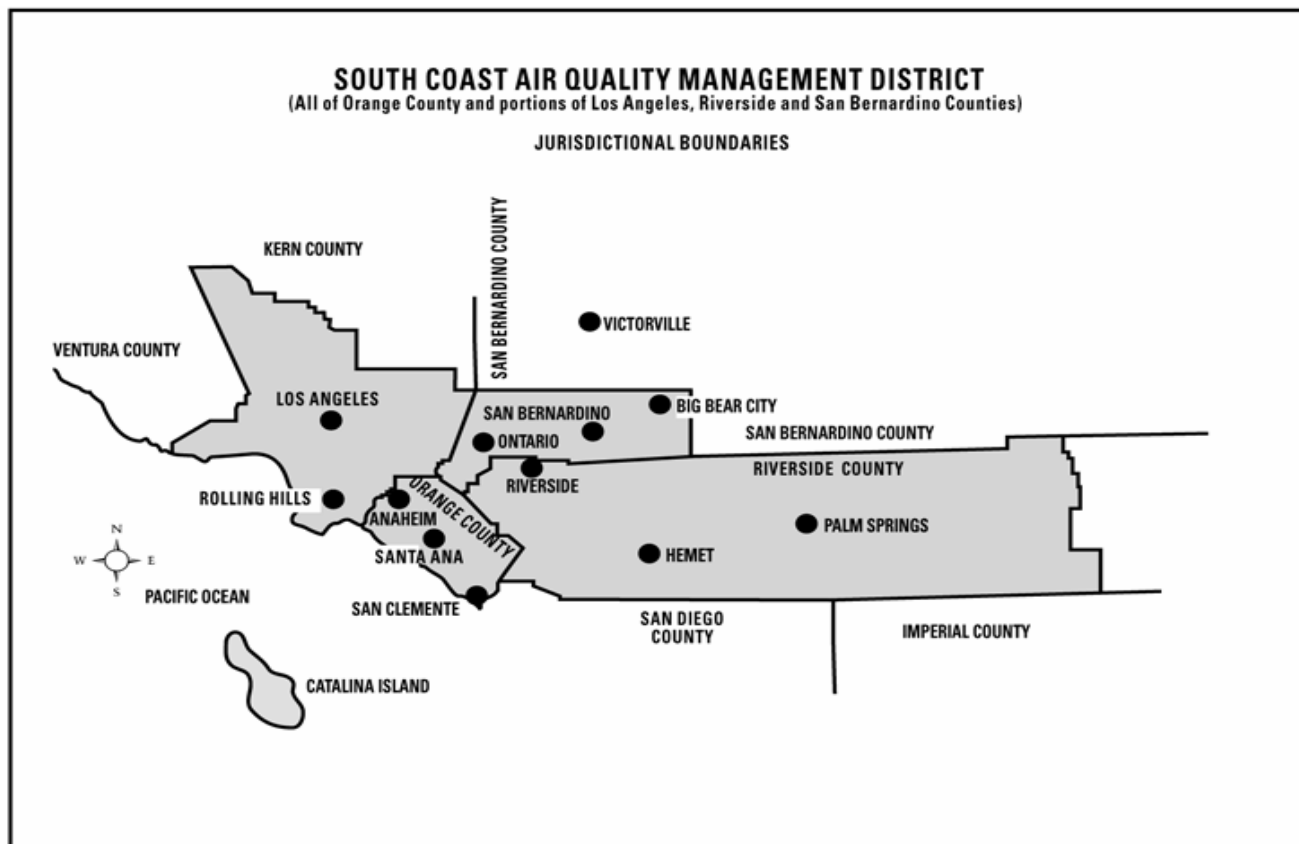 SOUTH COAST AIR QUALITY MANAGEMENT DISTRICT
(All of Orange County and portions of Los Angeles, Riverside and San Bernardino Counties)
JURISDICTIONAL BOUNDARIES
SAN BERNARDINO COUNTY
KERN COUNTY
VICTORVILLE
VENTURA COUNTY
LOS ANGELES
SAN BERNARDINO
BIG BEAR CITY
ONTARIO
SAN BERNARDINO COUNTY
RIVERSIDE COUNTY
RIVERSIDE
ROLLING HILLS
ORANGE COUNTY
ANAHEIM
PALM SPRINGS
SANTA ANA
HEMET
N
W
E
S
PACIFIC OCEAN
SAN CLEMENTE
SAN DIEGO
COUNTY
IMPERIAL COUNTY
CATALINA ISLAND